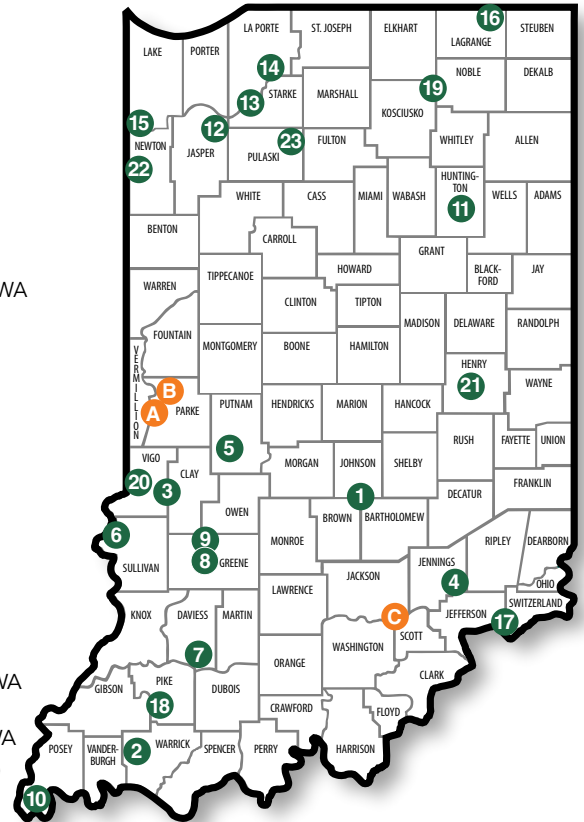 16
LA PORTE ST. JOSEPH ELKHART STEUBEN
LAKE PORTER LAGRANGE
14 NOBLE DEKALB
19
13 STARKE MARSHALL
KOSCIUSKO
15 12 23
NEWTON JASPER PULASKI FULTON WHITLEY ALLEN
22
HUNTING-
TON
11
WHITE CASS MIAMI WABASH WELLS ADAMS
BENTON CARROLL
GRANT
WARREN TIPPECANOE HOWARD BLACK-
FORD
JAY
WA
CLINTON TIPTON
FOUNTAIN MADISON DELAWARE RANDOLPH
MONTGOMERY BOONE HAMILTON
VERMILLION
HENRY
21
WAYNE
B
A PARKE PUTNAM HENDRICKS MARION HANCOCK
RUSH FAYETTE UNION
5
VIGO CLAY MORGAN JOHNSON SHELBY
20 3 FRANKLIN
OWEN 1 DECATUR
BROWN BARTHOLOMEW
6 9 MONROE RIPLEY DEARBORN
8 GREENE
SULLIVAN JENNINGS
JACKSON 4 OHIO
LAWRENCE SWITZERLAND
KNOX DAVIESS MARTIN C JEFFERSON 17
SCOTT
7 ORANGE WASHINGTON
PIKE CLARK
WA
GIBSON 18 DUBOIS
CRAWFORD FLOYD
WA
POSEY VANDER-
BURGH
2 WARRICK SPENCER PERRY HARRISON
10